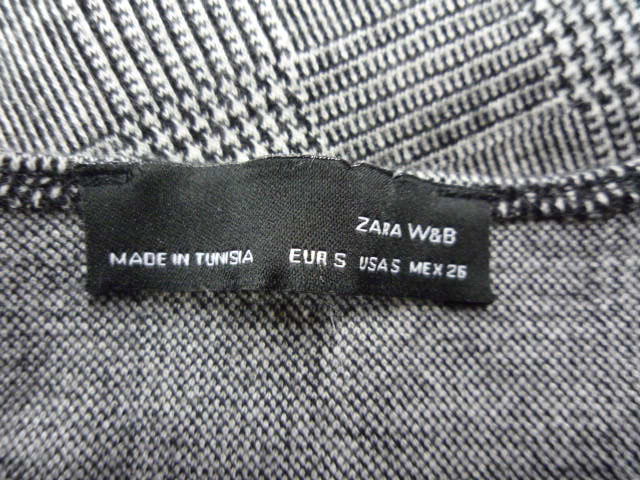 ZARA W&B
MADE IN TUNISIA EUR S USA S MEX 26